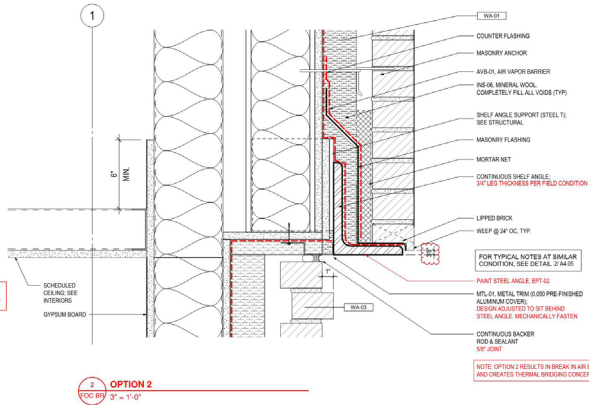 1
WA-01
COUNTER FLASHING
MASONRY ANCHOR
AVB-01, AIR VAPOR BARRIER
INS-06, MINERAL WOOL.
COMPLETELY FILL ALL VOIDS (TYP)
SHELF ANGLE SUPPORT (STEEL T);
SEE STRUCTURAL
MASONRY FLASHING
MORTAR NET
CONTINUOUS SHELF ANGLE;
3/4" LEG THICKNESS PER FIELD CONDITION
LIPPED BRICK
WEEP @ 24" OC, TYP.
FOR TYPICAL NOTES AT SIMILAR
CONDITION, SEE DETAIL 2/ A4.05
PAINT STEEL ANGLE, EPT-02
MTL-01, METAL TRIM (0.050 PRE-FINISHED
ALUMINUM COVER);
DESIGN ADJUSTED TO SIT BEHIND
STEEL ANGLE. MECHANICALLY FASTEN
CONTINUOUS BACKER
ROD & SEALANT
5/8" JOINT
NOTE: OPTION 2 RESULTS IN BREAK IN AIR B
AND CREATES THERMAL BRIDGING CONCER
6"
MIN.
1"
WA-03
SCHEDULED
CEILING; SEE
INTERIORS
GYPSUM BOARD
2
OPTION 2
FOC BR
3" = 1'-0"